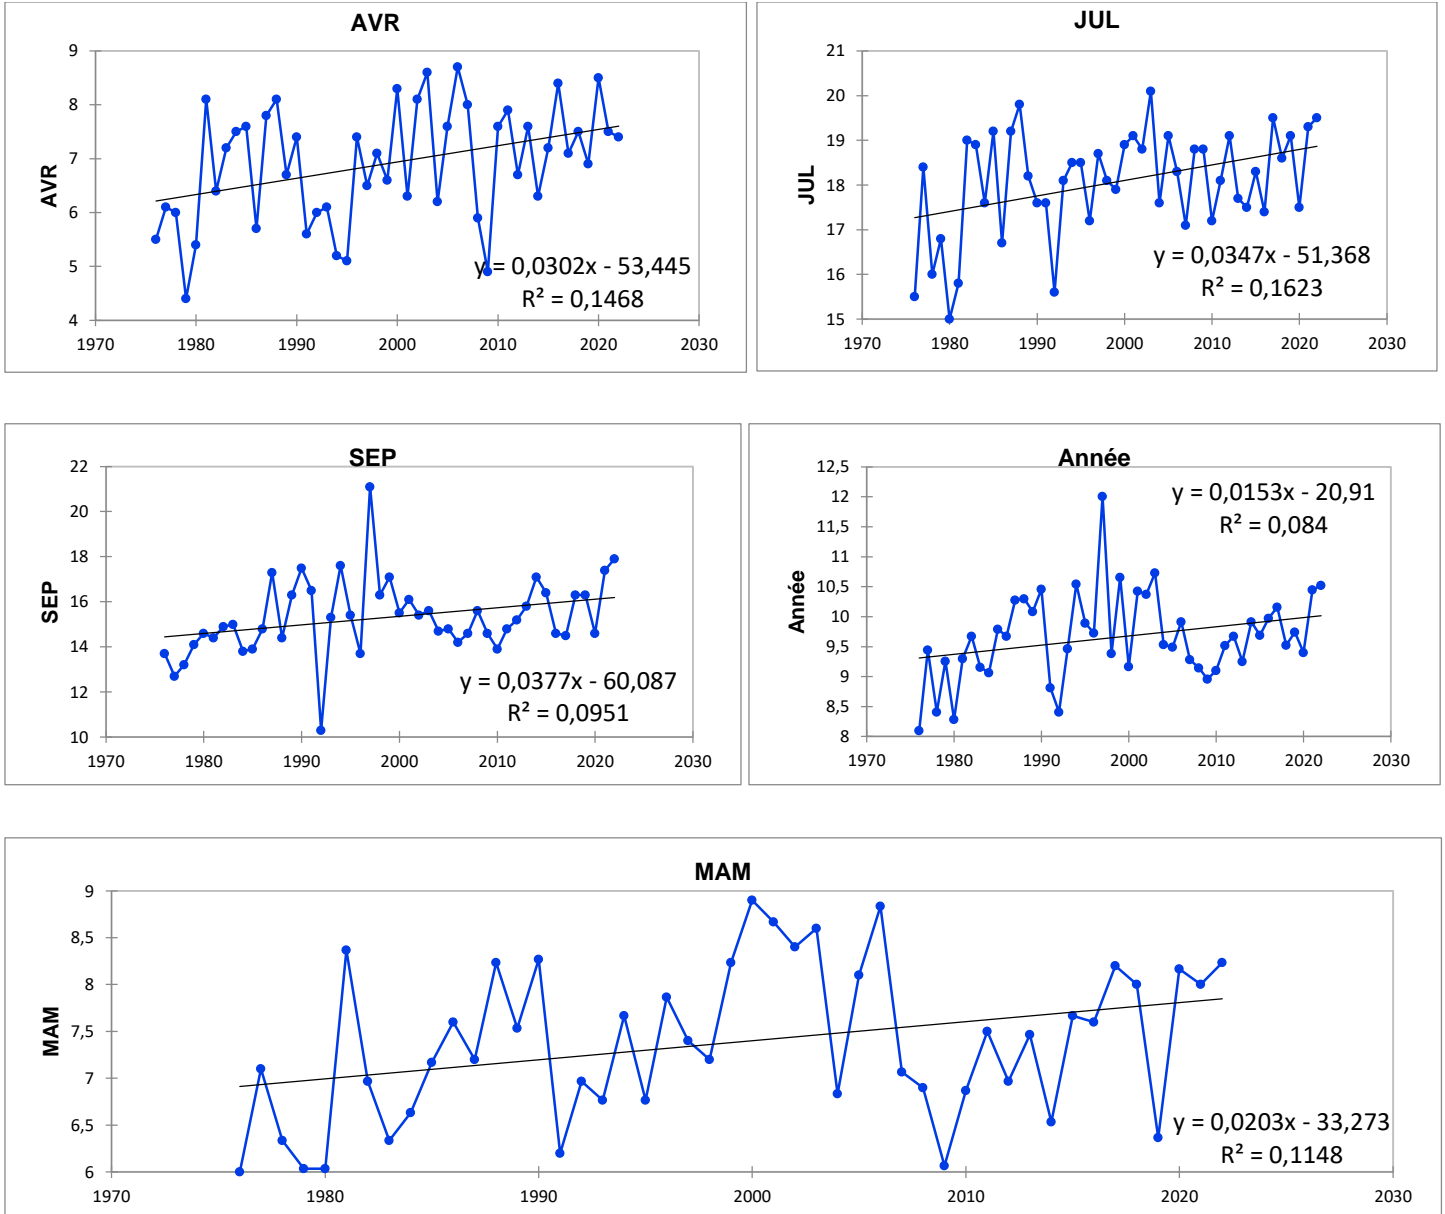 AVR
AVR
9
8
7
6
5
4
1970 1980 1990 2000 2010 2020 2030
y = 0,0302x - 53,445
R² = 0,1468
JUL
JUL
21
20
19
18
17
16
15
1970 1980 1990 2000 2010 2020 2030
y = 0,0347x - 51,368
R² = 0,1623
SEP
SEP
22
20
18
16
14
12
10
1970 1980 1990 2000 2010 2020 2030
y = 0,0377x - 60,087
R² = 0,0951
Année
Année
12,5
12
11,5
11
10,5
10
9,5
9
8,5
8
1970 1980 1990 2000 2010 2020 2030
y = 0,0153x - 20,91
R² = 0,084
MAM
MAM
9
8,5
8
7,5
7
6,5
6
1970 1980 1990 2000 2010 2020 2030
y = 0,0203x - 33,273
R² = 0,1148